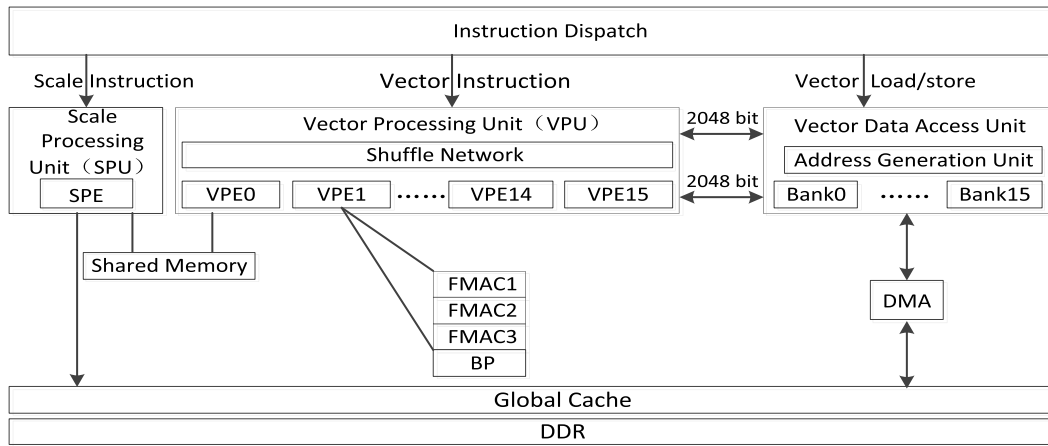 Instruction Dispatch
Scale Instruction
Vector Instruction
Vector Load/store
Scale
Processing
Unit（SPU）
SPE
Vector Processing Unit（VPU）
Shuffle Network
VPE0 VPE1 ...... VPE14 VPE15
2048 bit
2048 bit
Vector Data Access Unit
Address Generation Unit
Bank0 ...... Bank15
Shared Memory
FMAC1
FMAC2
FMAC3
BP
DMA
Global Cache
DDR